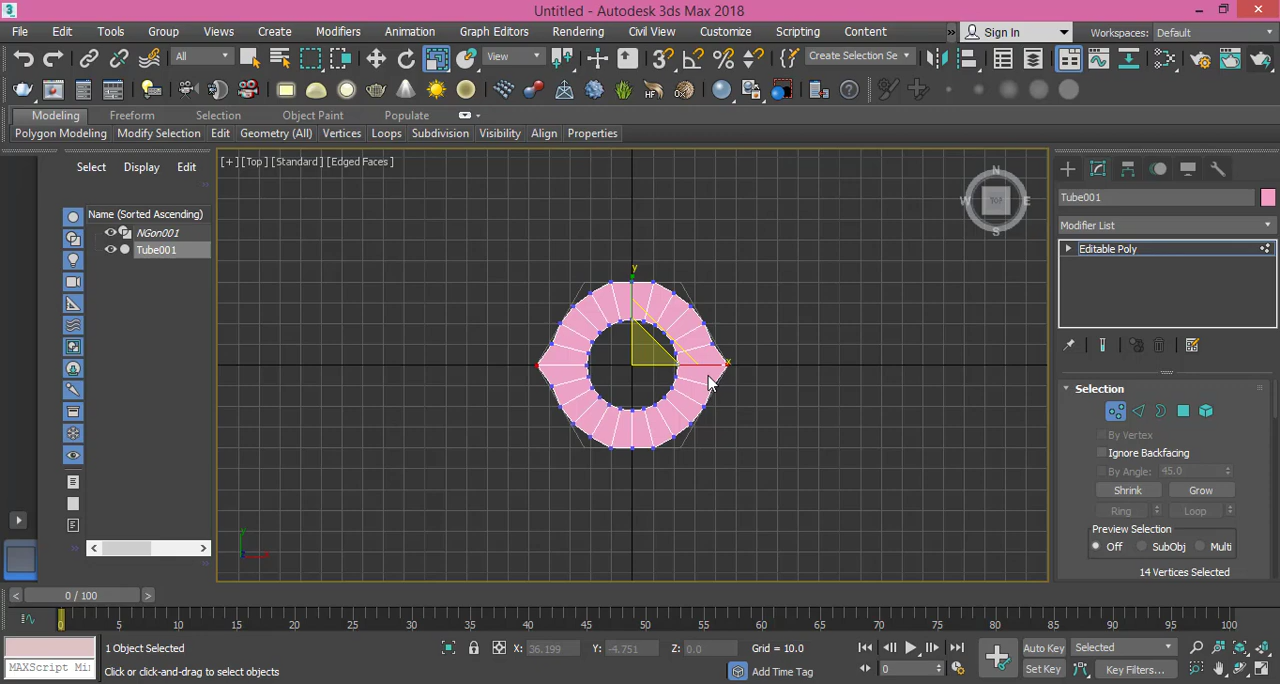 Untitled - Autodesk 3ds Max 2018
File Edit Tools Group Views Create Modifiers Animation Graph Editors Rendering Civil View Customize Scripting Content Sign In Workspaces: Default
All View Create Selection Se
Modeling Freeform Selection Object Paint Populate
Polygon Modeling Modify Selection Edit Geometry (All) Vertices Loops Subdivision Visibility Align Properties
Select Display Edit
[+] [Top] [Standard] [Edged Faces]
N
W TOP E
S
Tube001
Name (Sorted Ascending)
NGon001
Tube001
Modifier List
Editable Poly
y
x
y
Selection
By Vertex
Ignore Backfacing
By Angle: 45.0
Shrink Grow
Ring Loop
Preview Selection
Off SubObj Multi
14 Vertices Selected
< 0 / 100 >
0 5 10 15 20 25 30 35 40 45 50 55 60 65 70 75 80 85 90 95 100
1 Object Selected X: 36.199 Y: -4.751 Z: 0.0 Grid = 10.0 Auto Key Selected
MAXScript Mi Click or click-and-drag to select objects Add Time Tag 0 Set Key Key Filters...